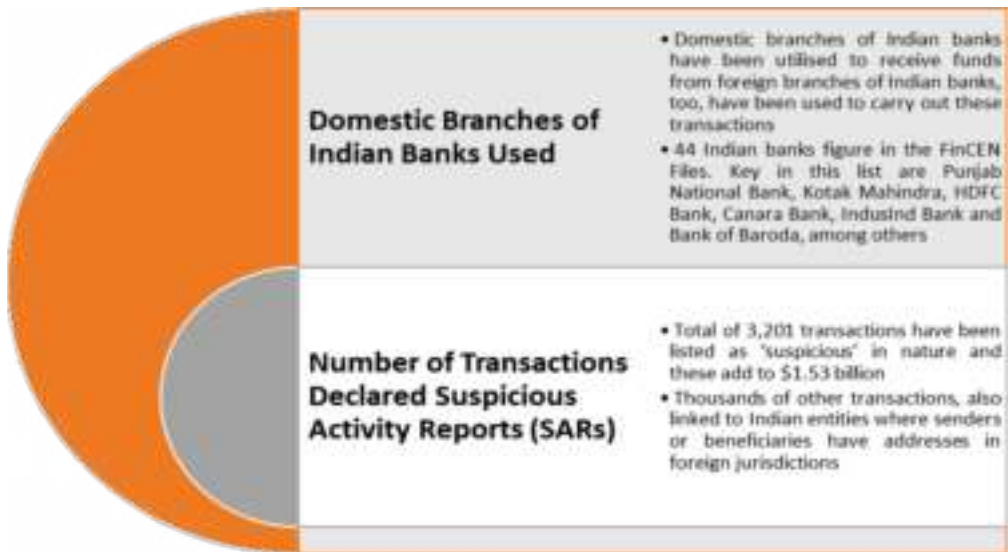 Domestic Branches of
Indian Banks Used
• Domestic branches of Indian banks
have been utilised to receive funds
from foreign branches of Indian banks,
too, have been used to carry out these
transactions
• 44 Indian banks figure in the FinCEN
Files. Key in this list are Punjab
National Bank, Kotak Mahindra, HDFC
Bank, Canara Bank, IndusInd Bank and
Bank of Baroda, among others
Number of Transactions
Declared Suspicious
Activity Reports (SARs)
• Total of 3,201 transactions have been
listed as 'suspicious' in nature and
these add to $1.53 billion
• Thousands of other transactions, also
linked to Indian entities where senders
or beneficiaries have addresses in
foreign jurisdictions